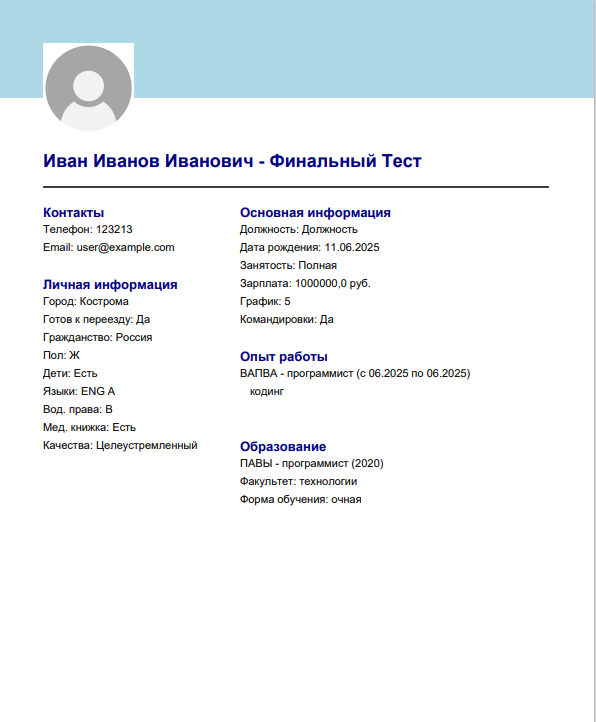 Иван Иванов Иванович - Финальный Тест
Контакты
Телефон: 123213
Email: user@example.com
Личная информация
Город: Кострома
Готов к переезду: Да
Гражданство: Россия
Пол: Ж
Дети: Есть
Языки: ENG A
Вод. права: B
Мед. книжка: Есть
Качества: Целеустремленный
Основная информация
Должность: Должность
Дата рождения: 11.06.2025
Занятость: Полная
Зарплата: 1000000,0 руб.
График: 5
Командировки: Да
Опыт работы
ВАПВА - программист (с 06.2025 по 06.2025)
кодинг
Образование
ПАВЫ - программист (2020)
Факультет: технологии
Форма обучения: очная